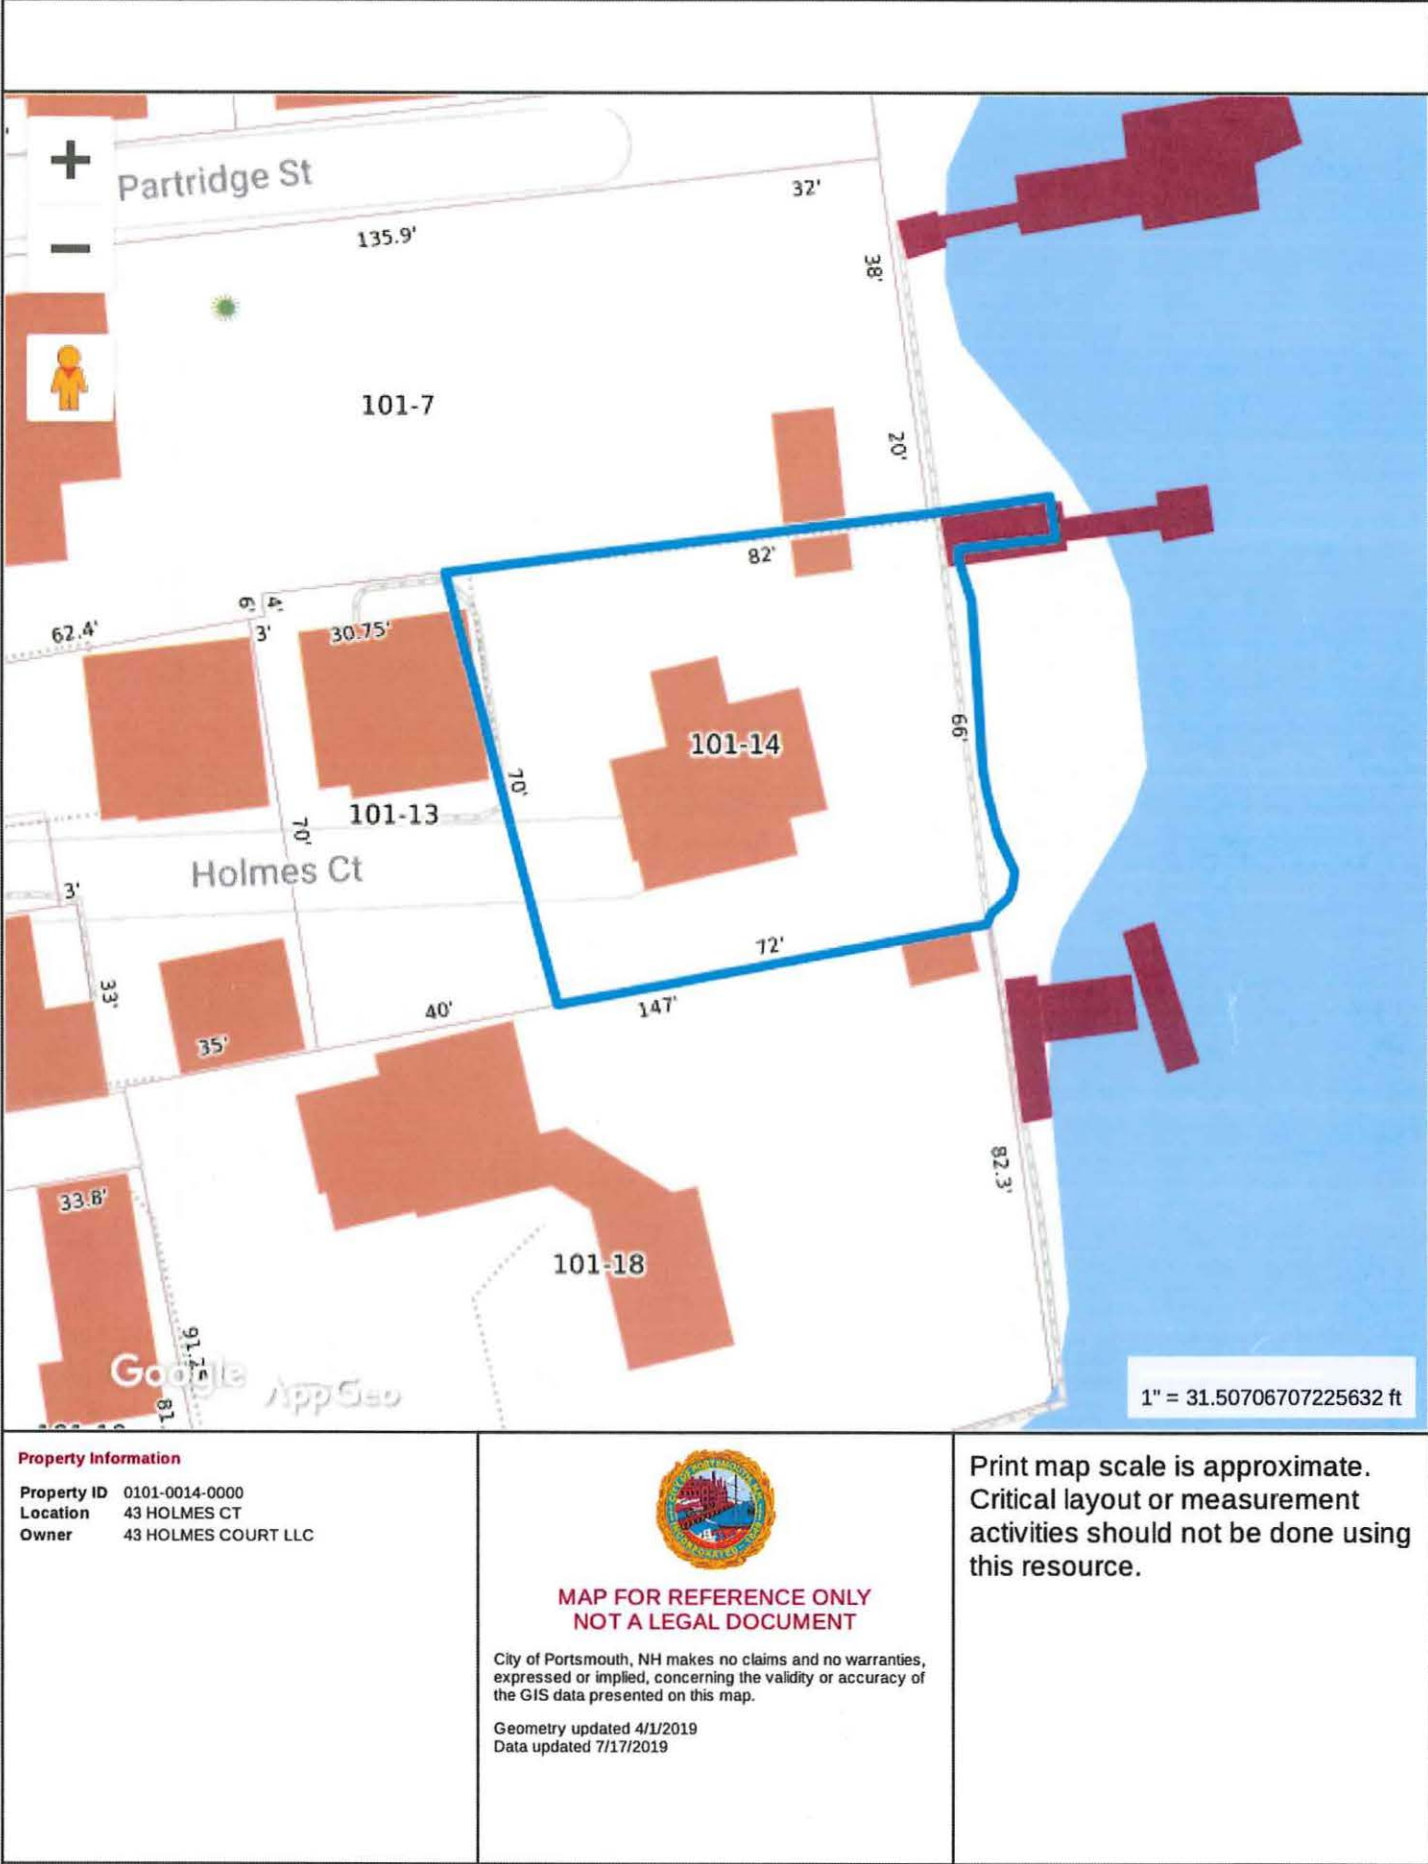 +
Partridge St
32'
−
135.9'
38'
101-7
20'
82'
6'
4'
62.4'
3'
30.75'
66'
101-14
70'
101-13
70'
Holmes Ct
3'
72'
33'
40'
147'
35'
82.3'
33.8'
101-18
Google
AppGeo
81.
1" = 31.50706707225632 ft
Property Information
Property ID 0101-0014-0000
Location 43 HOLMES CT
Owner 43 HOLMES COURT LLC
MAP FOR REFERENCE ONLY
NOT A LEGAL DOCUMENT
City of Portsmouth, NH makes no claims and no warranties,
expressed or implied, concerning the validity or accuracy of
the GIS data presented on this map.
Geometry updated 4/1/2019
Data updated 7/17/2019
Print map scale is approximate.
Critical layout or measurement
activities should not be done using
this resource.